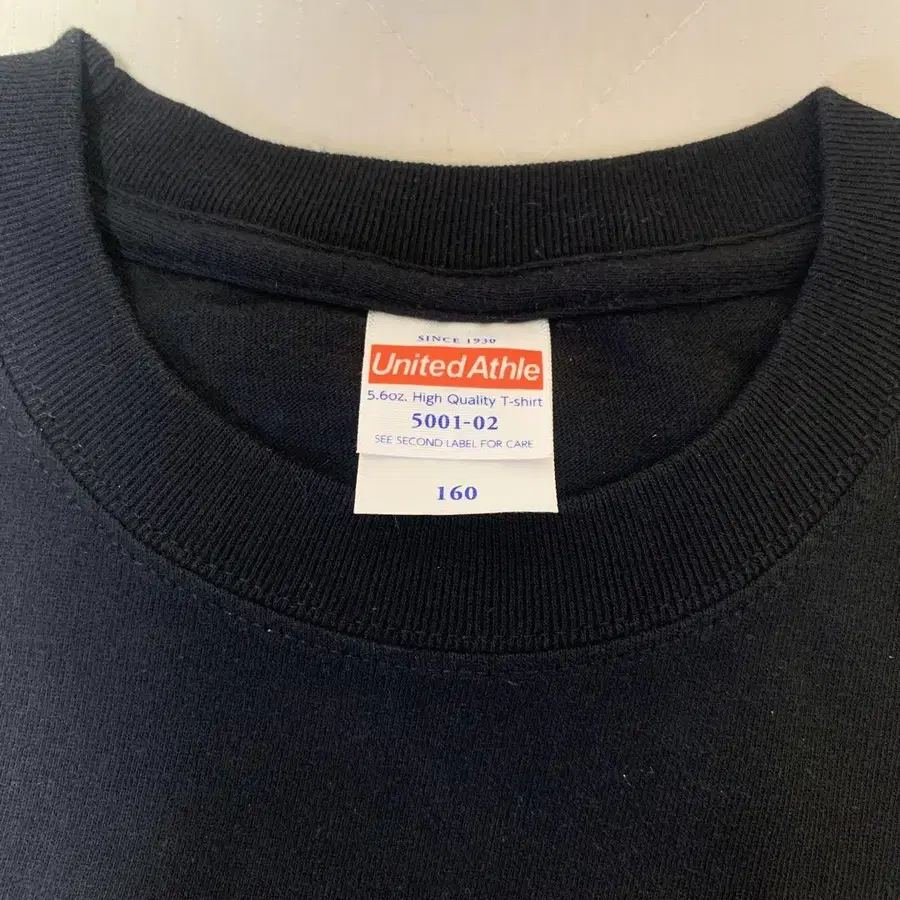 SINCE 1930
United Athle
5.6oz. High Quality T-shirt
5001-02
SEE SECOND LABEL FOR CARE
160